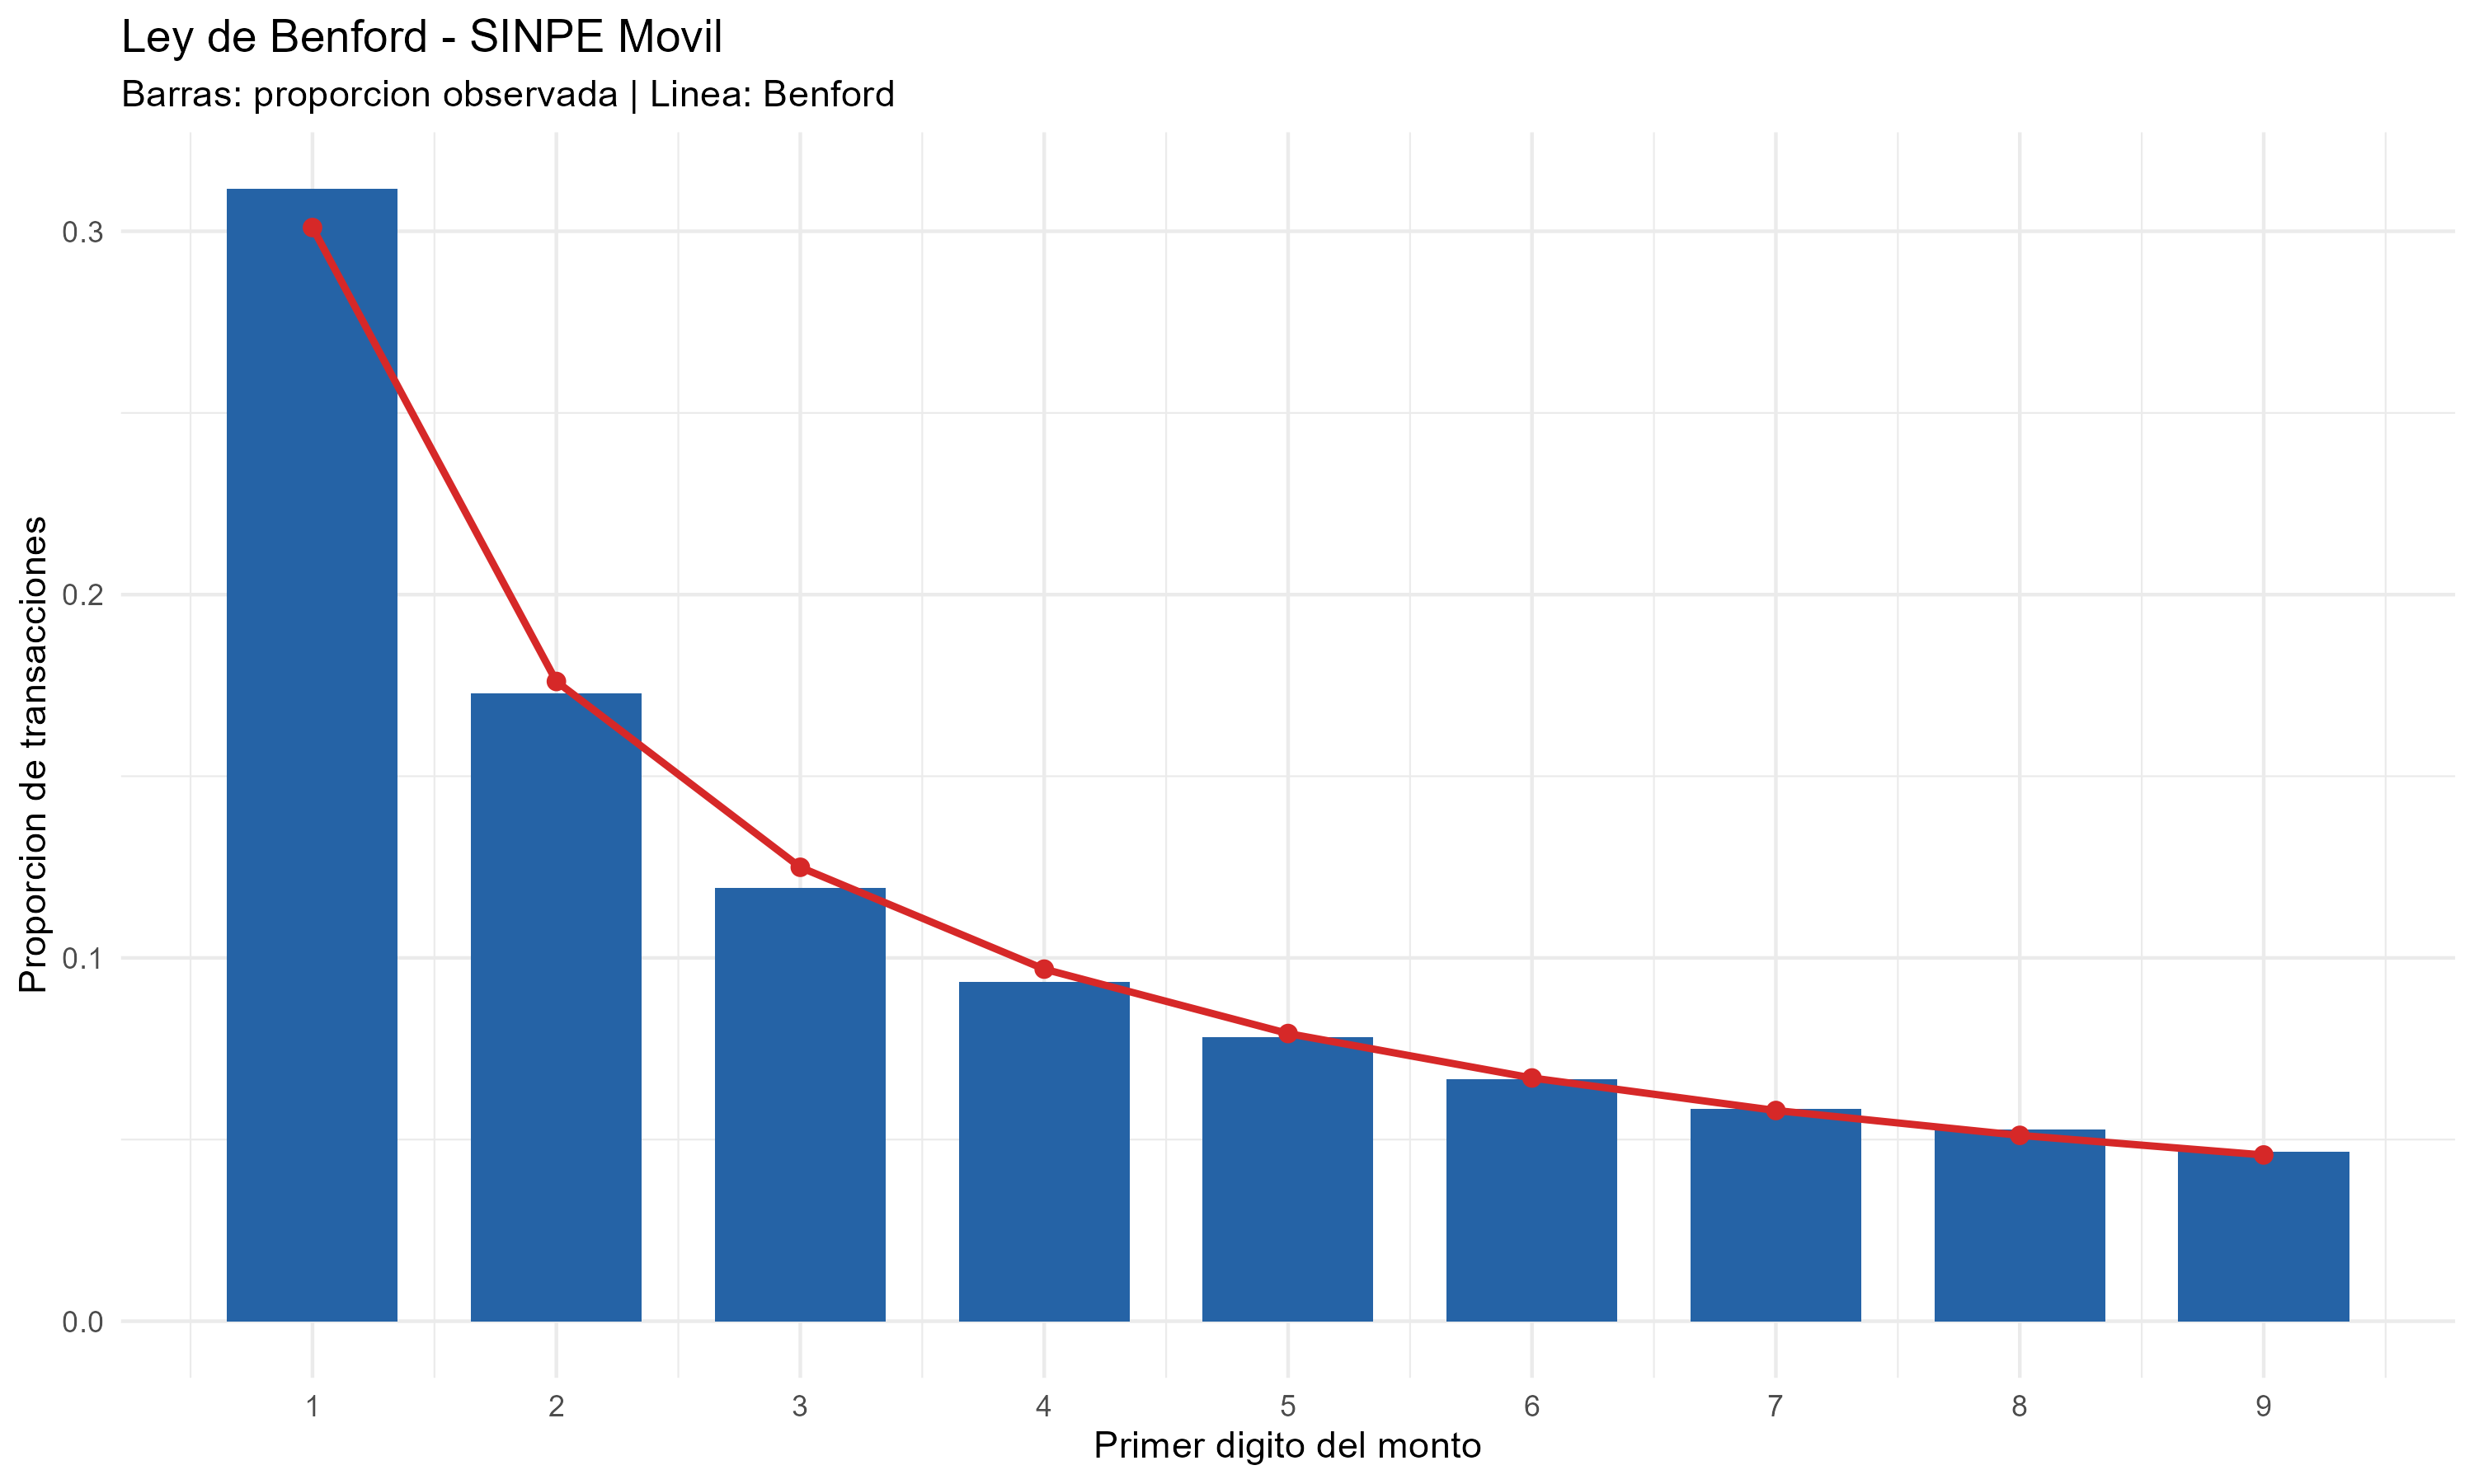 Ley de Benford - SINPE Movil
Barras: proporcion observada | Linea: Benford
Proporcion de transacciones
0.3
0.2
0.1
0.0
1 2 3 4 5 6 7 8 9
Primer digito del monto